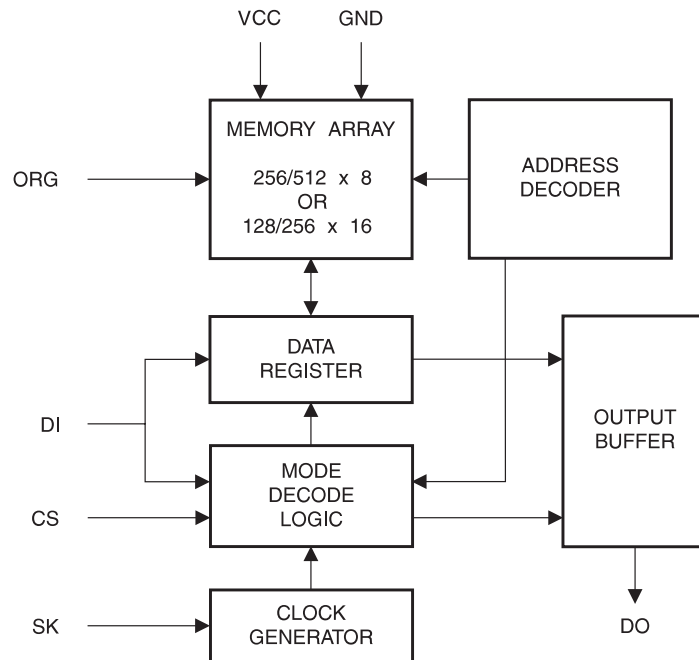 VCC
GND
MEMORY ARRAY
256/512 x 8
OR
128/256 x 16
ADDRESS
DECODER
ORG
DATA
REGISTER
OUTPUT
BUFFER
DI
MODE
DECODE
LOGIC
CS
CLOCK
GENERATOR
SK
DO